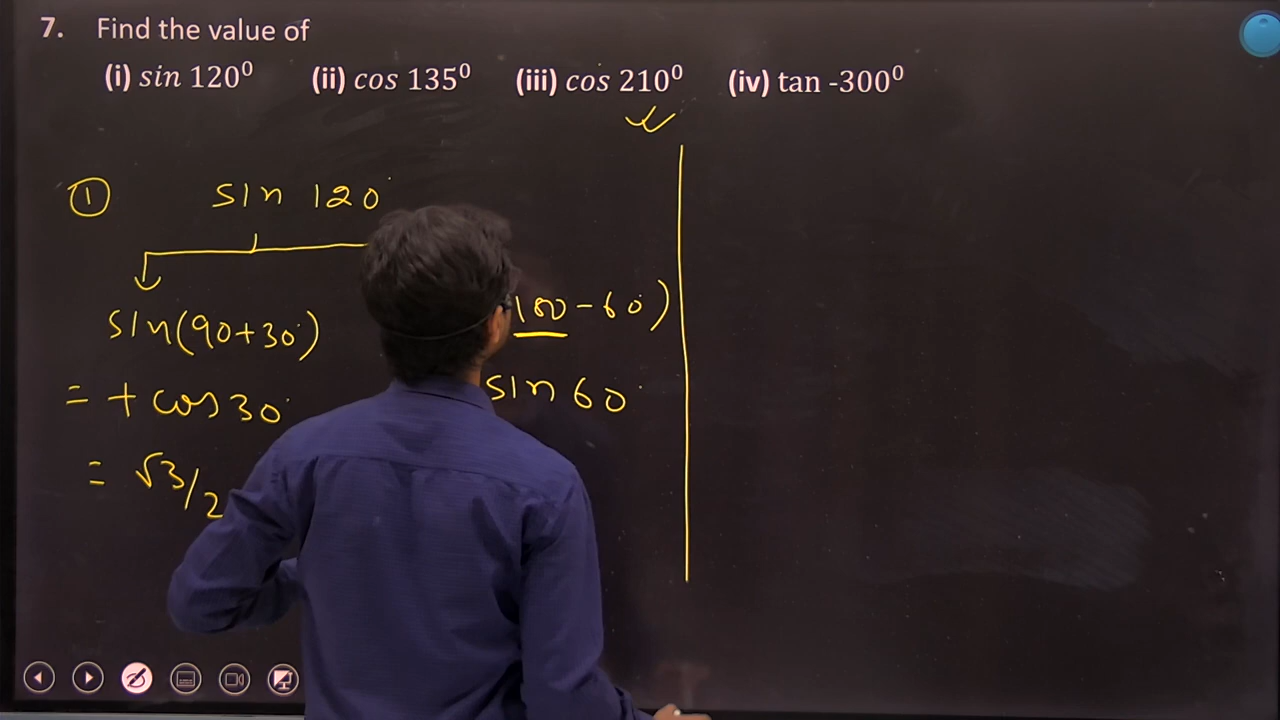 7. Find the value of
(i) sin 120⁰ (ii) cos 135⁰ (iii) cos 210⁰ (iv) tan -300⁰
① sin 120°
sin(90+30°)
180-60°)
= + cos 30°
sin 60°
= √3/2